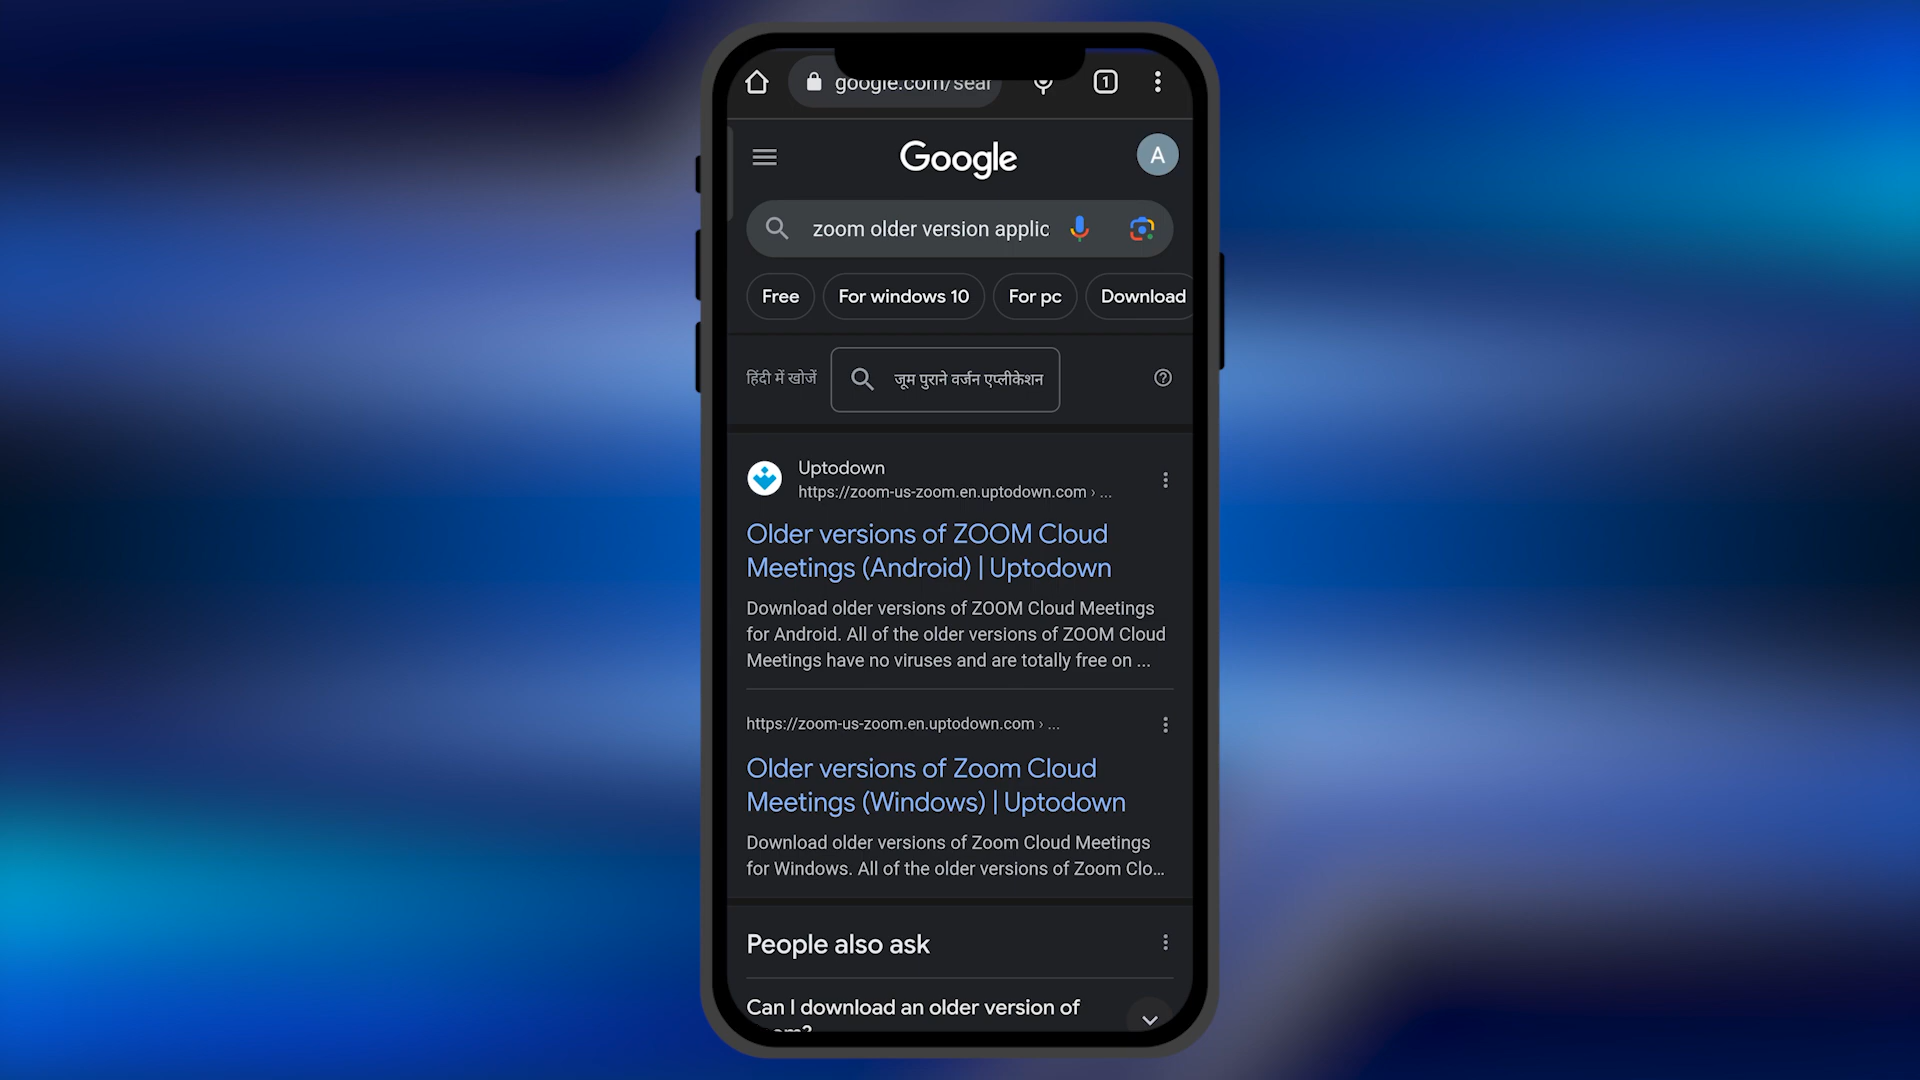 google.com/sear
1
Google
A
zoom older version applic
Free
For windows 10
For pc
Download
हिंदी में खोजें
जूम पुराने वर्जन एप्लीकेशन
Uptodown
https://zoom-us-zoom.en.uptodown.com › ...
Older versions of ZOOM Cloud
Meetings (Android) | Uptodown
Download older versions of ZOOM Cloud Meetings
for Android. All of the older versions of ZOOM Cloud
Meetings have no viruses and are totally free on ...
https://zoom-us-zoom.en.uptodown.com › ...
Older versions of Zoom Cloud
Meetings (Windows) | Uptodown
Download older versions of Zoom Cloud Meetings
for Windows. All of the older versions of Zoom Clo...
People also ask
Can I download an older version of